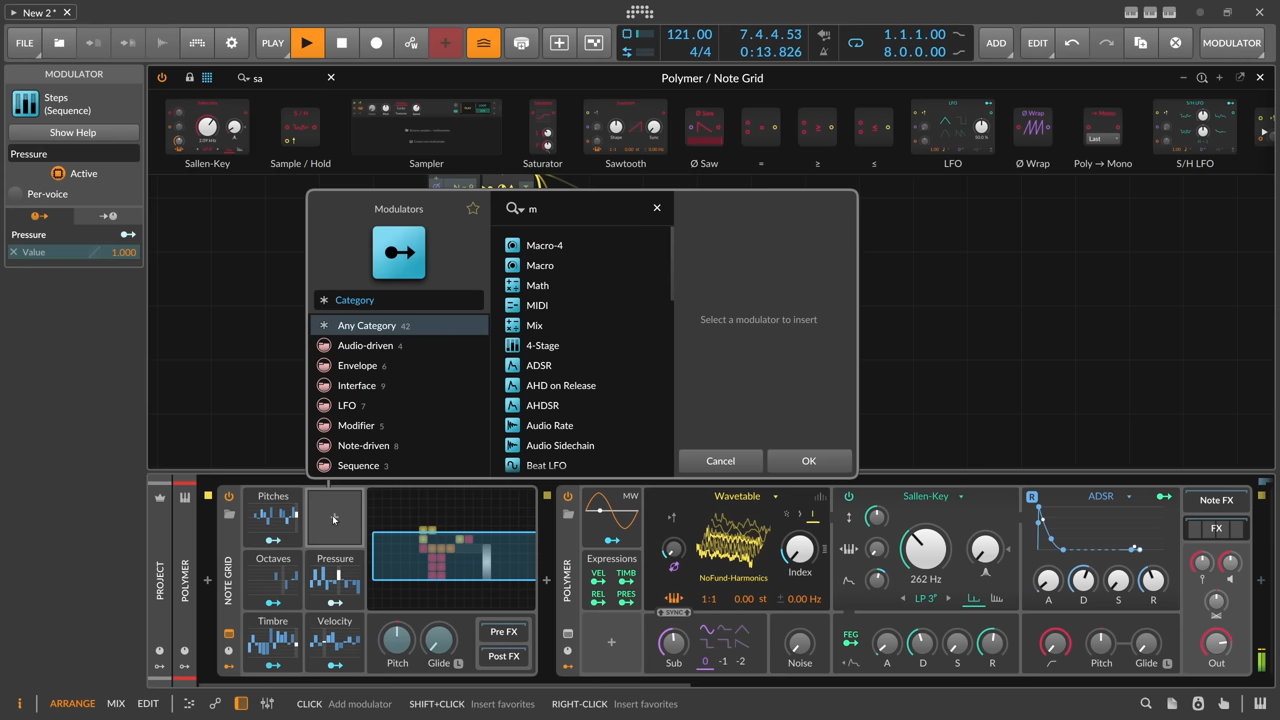 New 2*
FILE
PLAY
121.00
4/4
7.4.4.53
0:13.826
1.1.1.00
8.0.0.00
ADD
EDIT
MODULATOR
MODULATOR
Steps
(Sequence)
Show Help
Pressure
Active
Per-voice
Pressure
Value
1.000
sa
Polymer / Note Grid
Sallen-Key
Sample / Hold
Sampler
Saturator
Sawtooth
Ø Saw
=
≥
≤
LFO
Ø Wrap
Poly → Mono
S/H LFO
Modulators
Category
Any Category 42
Audio-driven 4
Envelope 6
Interface 9
LFO 7
Modifier 5
Note-driven 8
Sequence 3
m
Macro-4
Macro
Math
MIDI
Mix
4-Stage
ADSR
AHD on Release
AHDSR
Audio Rate
Audio Sidechain
Beat LFO
Select a modulator to insert
Cancel
OK
PROJECT
POLYMER
NOTE GRID
Pitches
Octaves
Pressure
Timbre
Velocity
Pitch
Glide
L
Pre FX
Post FX
POLYMER
MW
Expressions
VEL
TIMB
REL
PRES
Wavetable
NoFund-Harmonics
Index
1:1
0.00 st
± 0.00 Hz
SYNC
Sub
0
-1
-2
Noise
Sallen-Key
262 Hz
LP 3°
FEG
A
D
S
R
R
ADSR
A
D
S
R
Pitch
Glide
L
Note FX
FX
Out
ARRANGE
MIX
EDIT
CLICK Add modulator
SHIFT+CLICK Insert favorites
RIGHT-CLICK Insert favorites